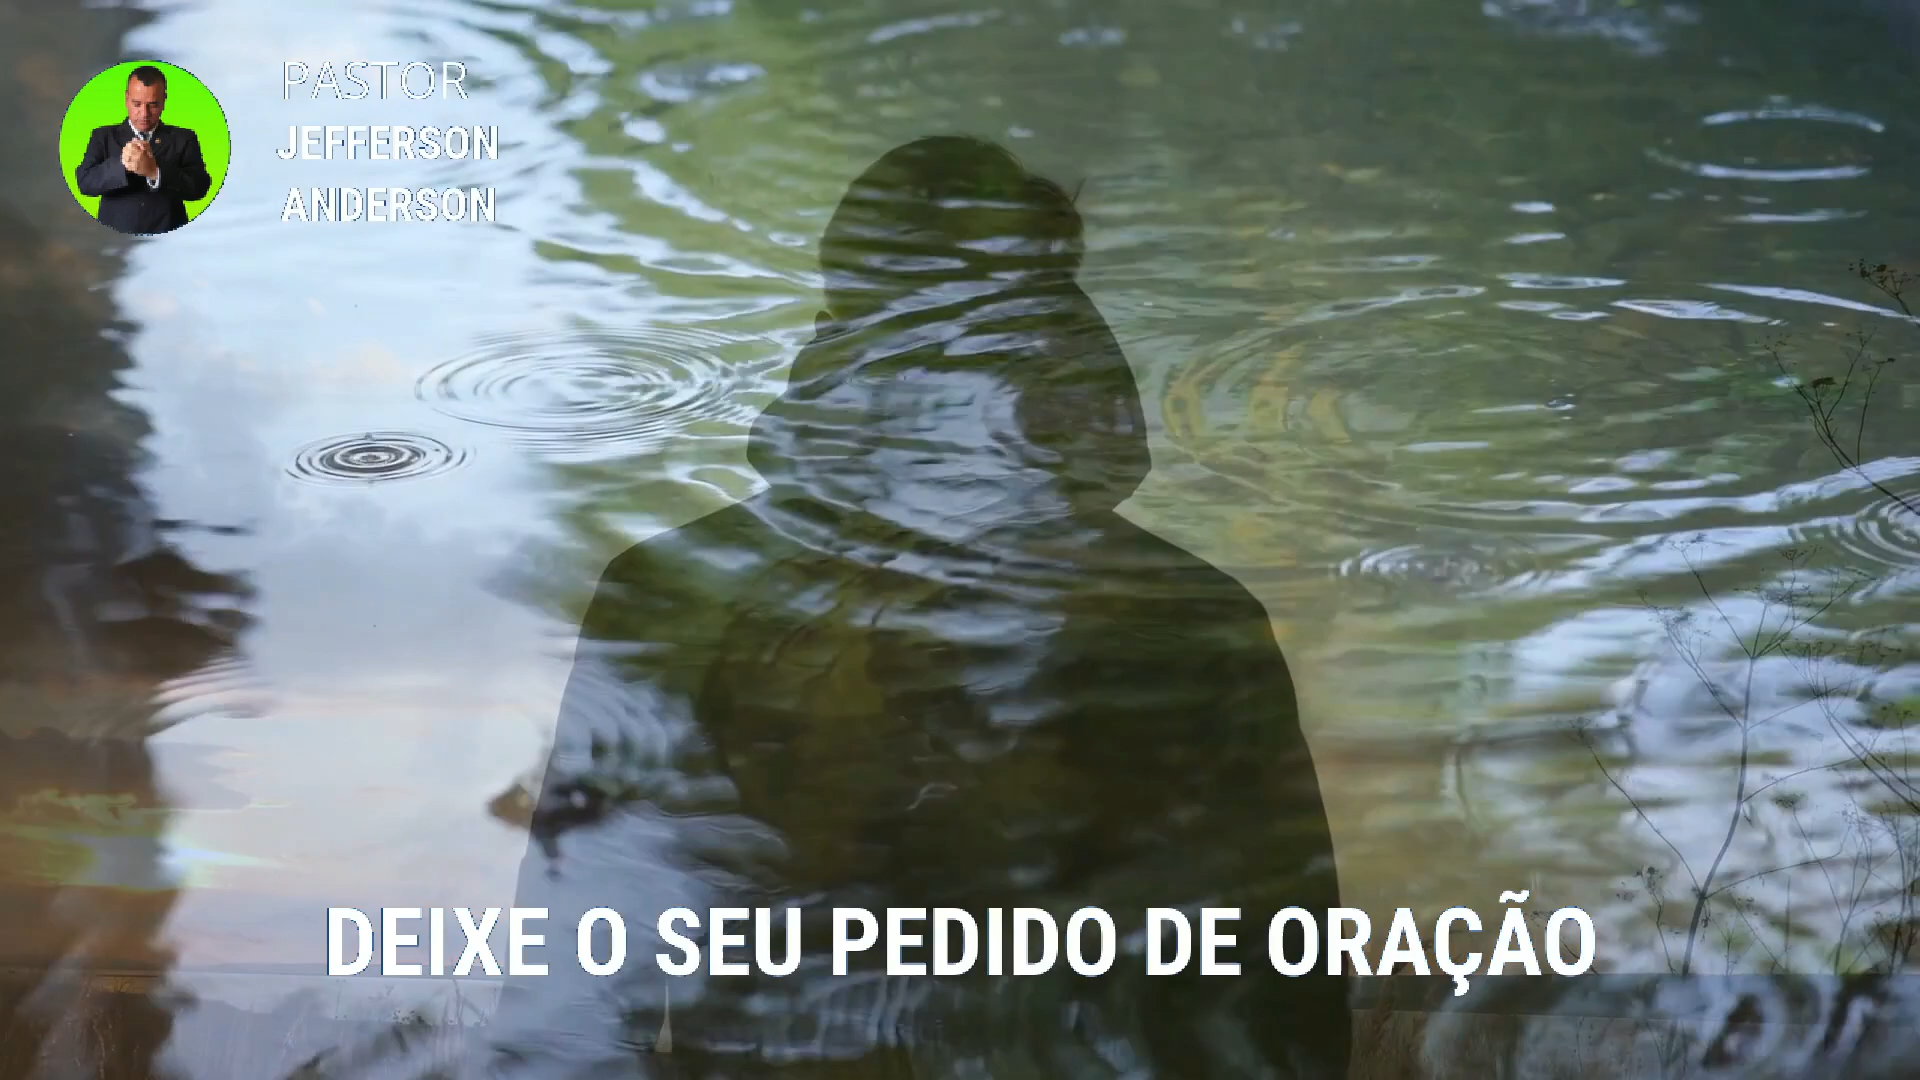 PASTOR
JEFFERSON
ANDERSON
DEIXE O SEU PEDIDO DE ORAÇÃO